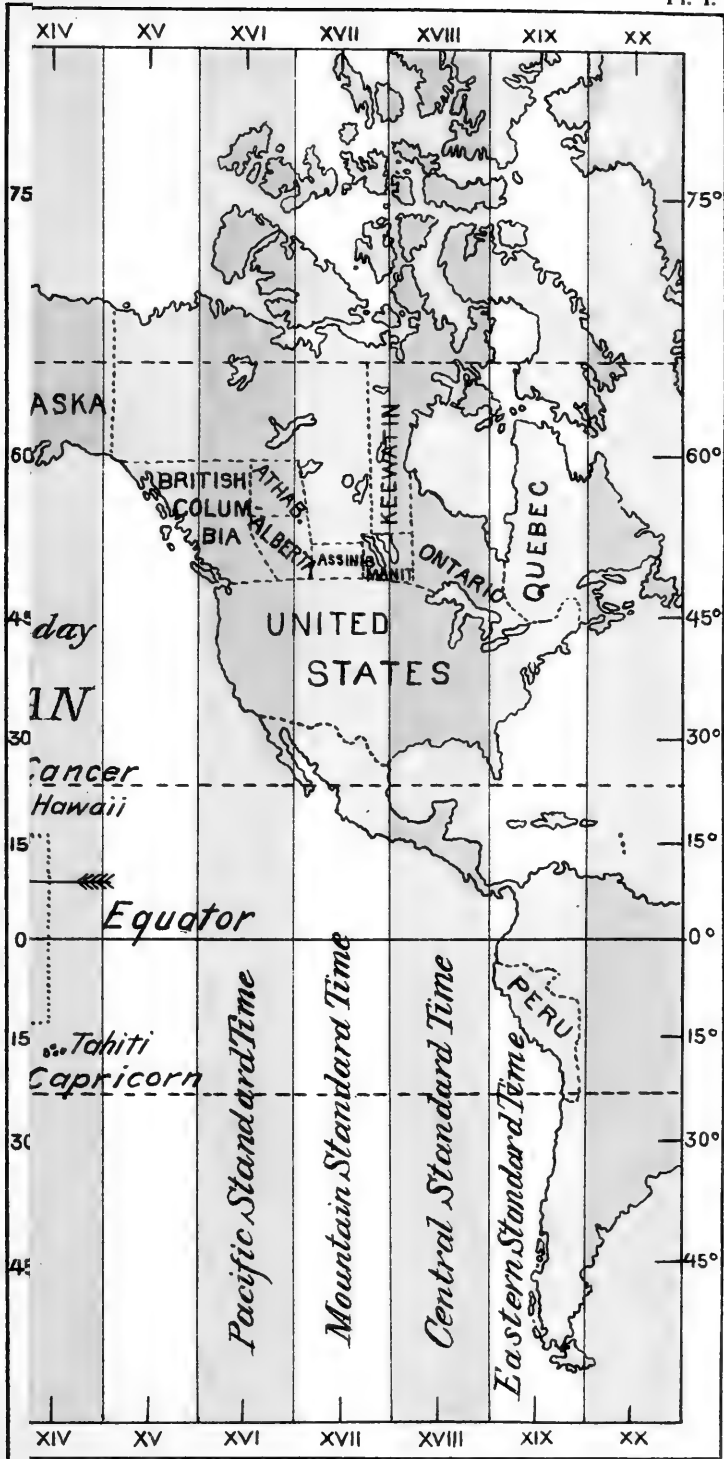 Pl. I.
XIV XV XVI XVII XVIII XIX XX
75 75°
ASKA
KEEWATIN
60 60°
BRITISH
COLUM-
BIA
ATHAB.
ALBERTA
ASSINIB
MANIT
ONTARIO
QUEBEC
45 day 45°
UNITED
STATES
AN
30 30°
Cancer
Hawaii
15 15°
Equator
0 0°
PERU
15 15°
Tahiti
Capricorn
30 30°
45 45°
Pacific Standard Time
Mountain Standard Time
Central Standard Time
Eastern Standard Time
XIV XV XVI XVII XVIII XIX XX